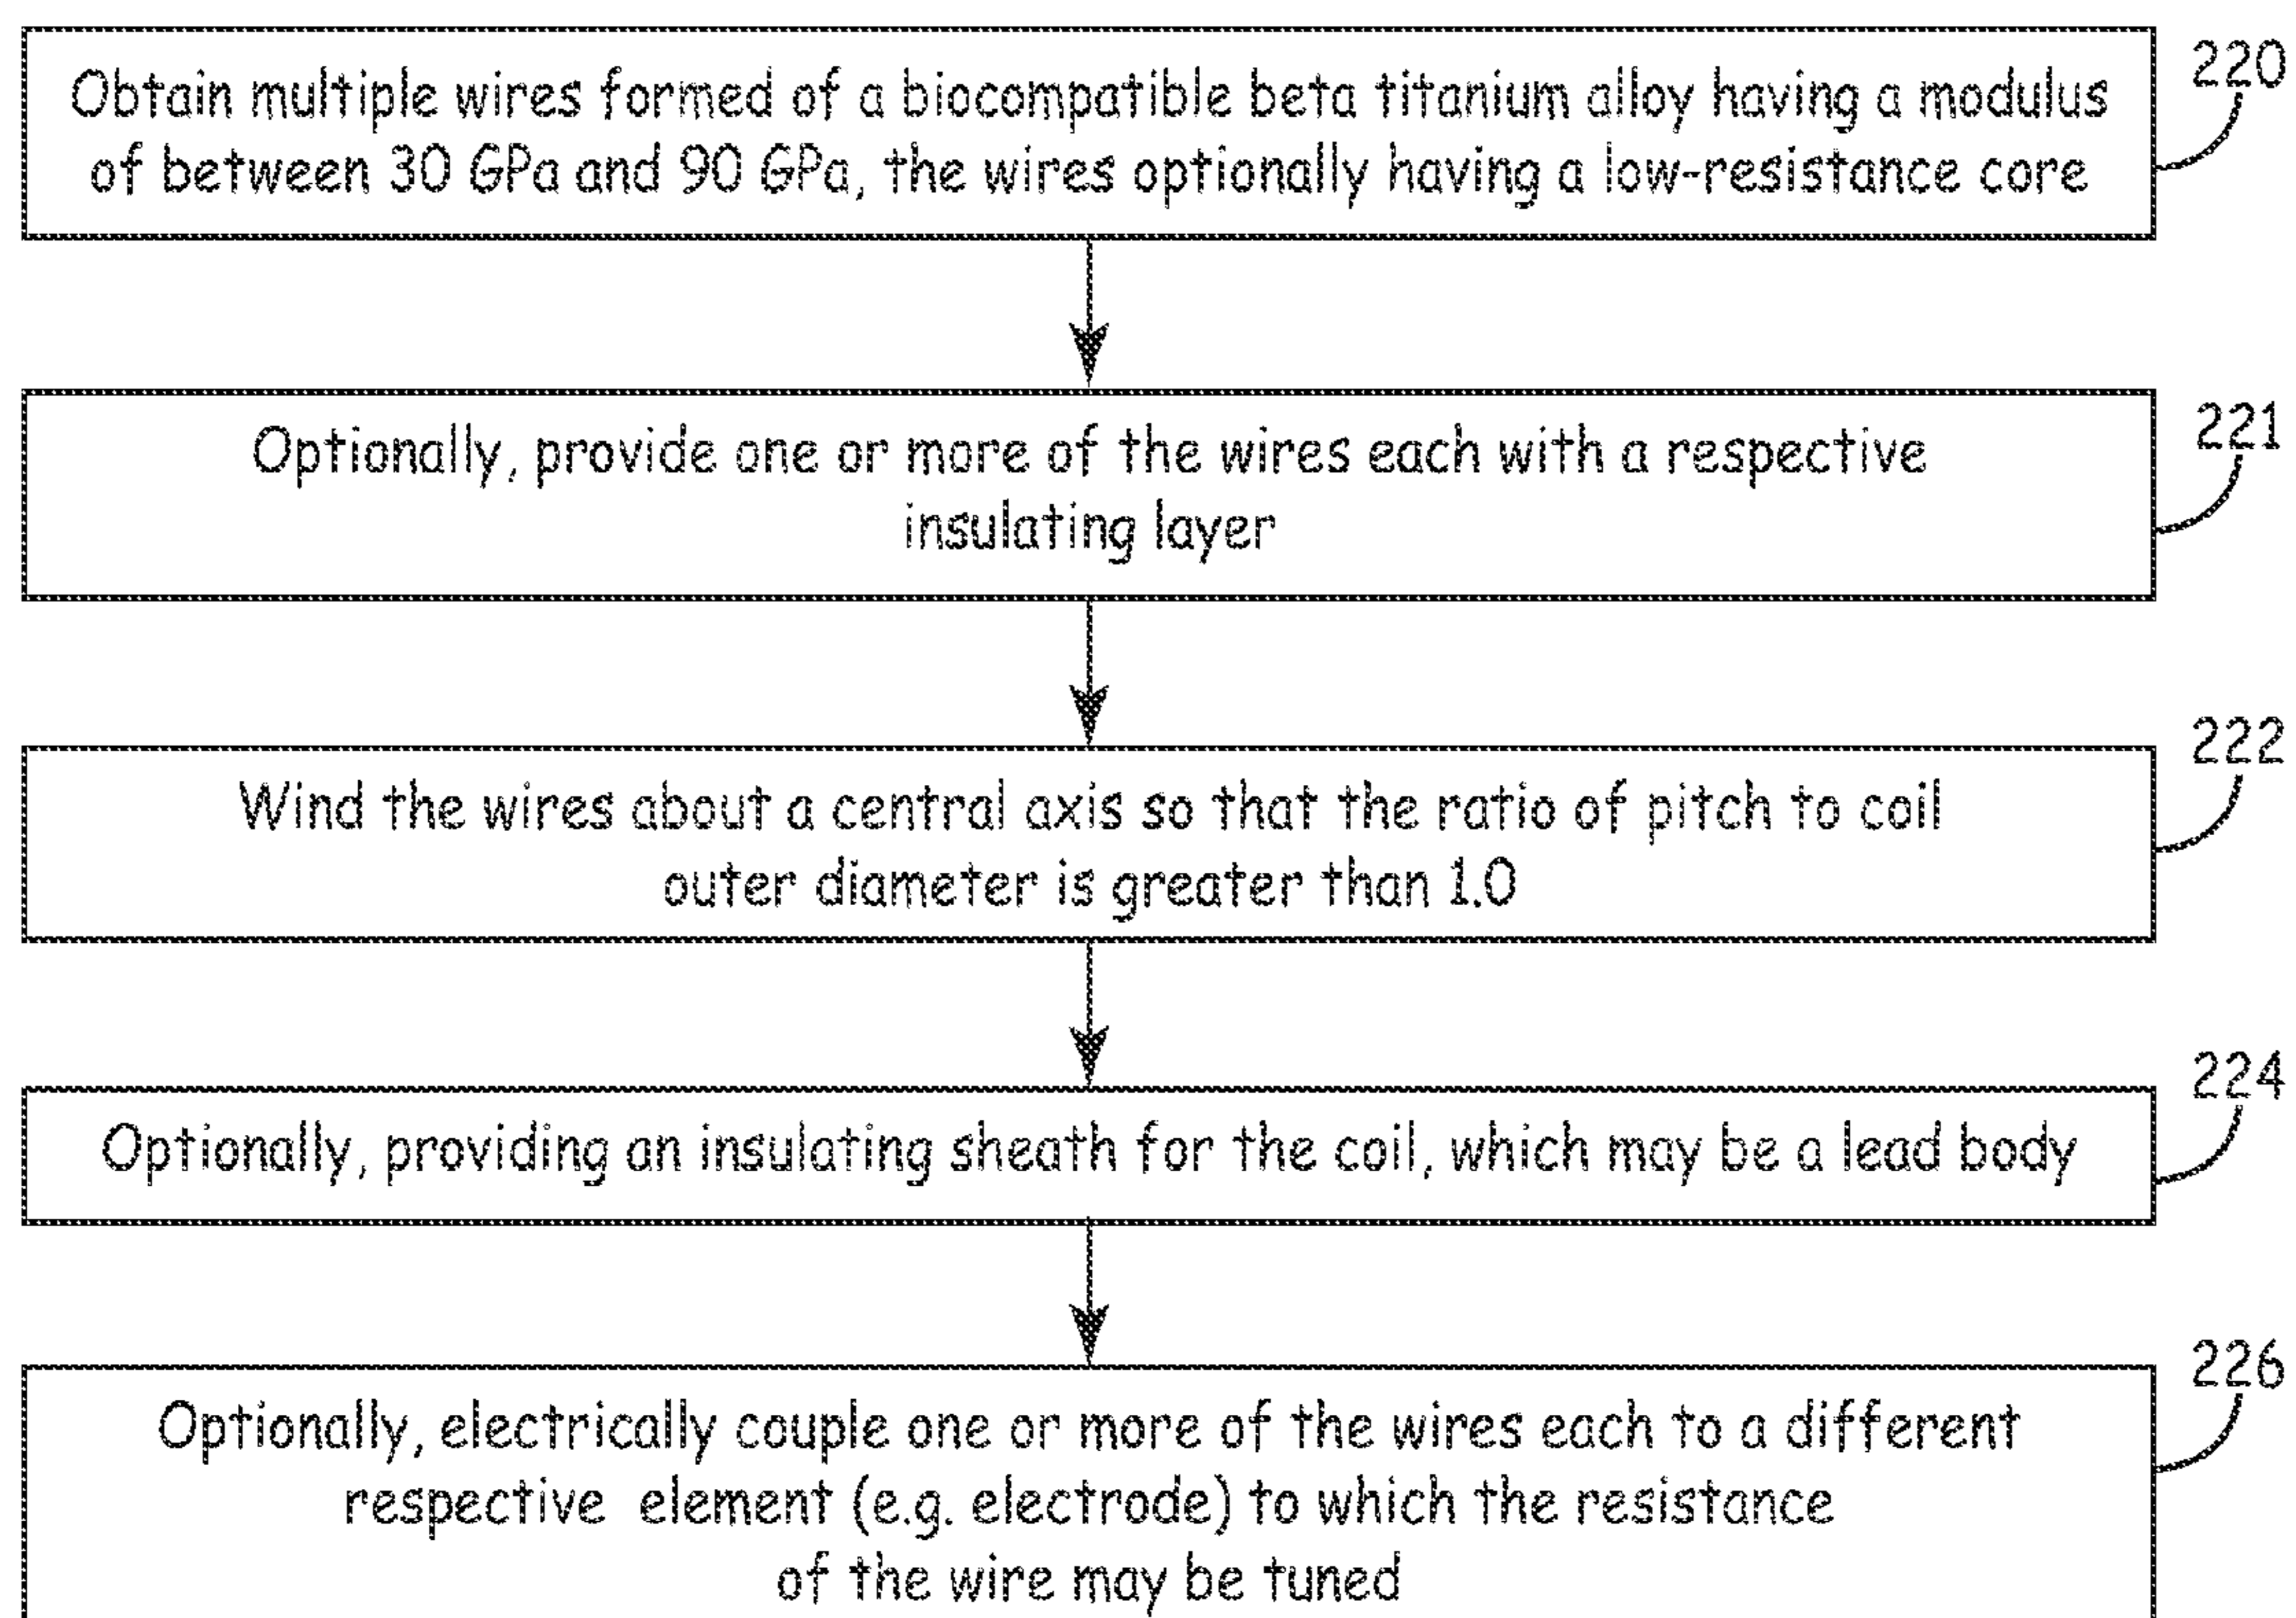 Obtain multiple wires formed of a biocompatible beta titanium alloy having a modulus
of between 30 GPa and 90 GPa, the wires optionally having a low-resistance core
220
Optionally, provide one or more of the wires each with a respective
insulating layer
221
Wind the wires about a central axis so that the ratio of pitch to coil
outer diameter is greater than 1.0
222
Optionally, providing an insulating sheath for the coil, which may be a lead body
224
Optionally, electrically couple one or more of the wires each to a different
respective element (e.g. electrode) to which the resistance
of the wire may be tuned
226